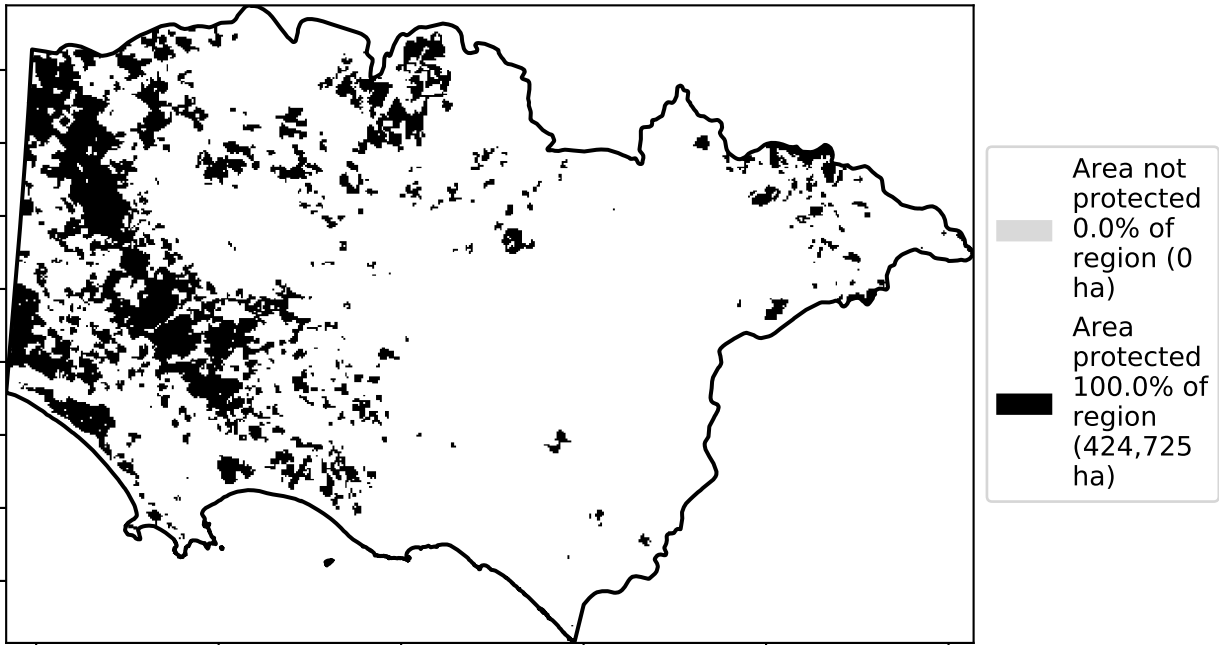 Area not
protected
0.0% of
region (0
ha)
Area
protected
100.0% of
region
(424,725
ha)